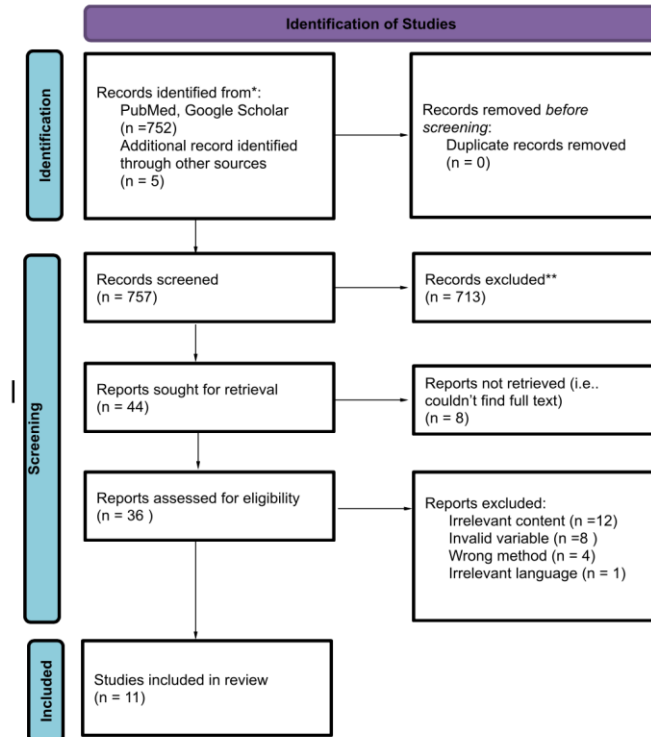 Identification of Studies
Identification
Records identified from*:
PubMed, Google Scholar
(n =752)
Additional record identified
through other sources
(n = 5)
Records removed before
screening:
Duplicate records removed
(n = 0)
Screening
Records screened
(n = 757)
Records excluded**
(n = 713)
Reports sought for retrieval
(n = 44)
Reports not retrieved (i.e..
couldn't find full text)
(n = 8)
Reports assessed for eligibility
(n = 36 )
Reports excluded:
Irrelevant content (n =12)
Invalid variable (n =8 )
Wrong method (n = 4)
Irrelevant language (n = 1)
Included
Studies included in review
(n = 11)